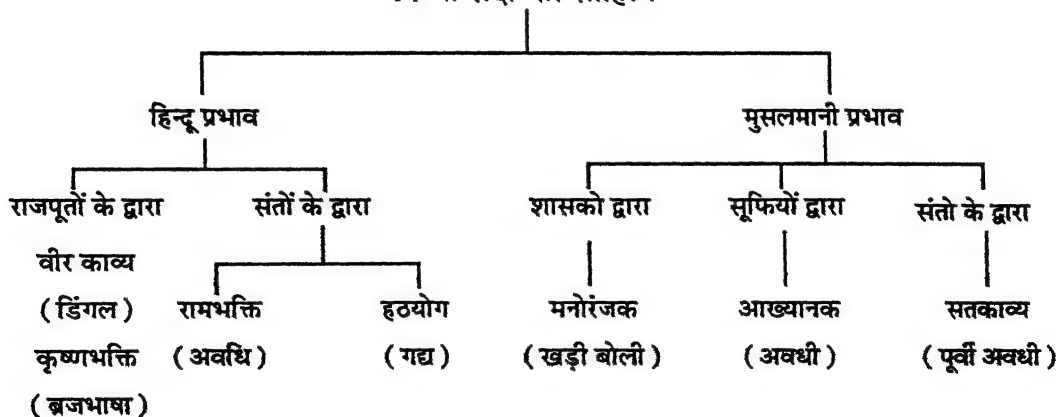 हिन्दू प्रभाव मुसलमानी प्रभाव
राजपूतों के द्वारा संतों के द्वारा शासको द्वारा सूफियों द्वारा संतो के द्वारा
वीर काव्य
( डिंगल ) रामभक्ति हठयोग मनोरंजक आख्यानक सतकाव्य
कृष्णभक्ति ( अवधि ) ( गद्य ) ( खड़ी बोली ) ( अवधी ) ( पूर्वी अवधी )
( ब्रजभाषा )